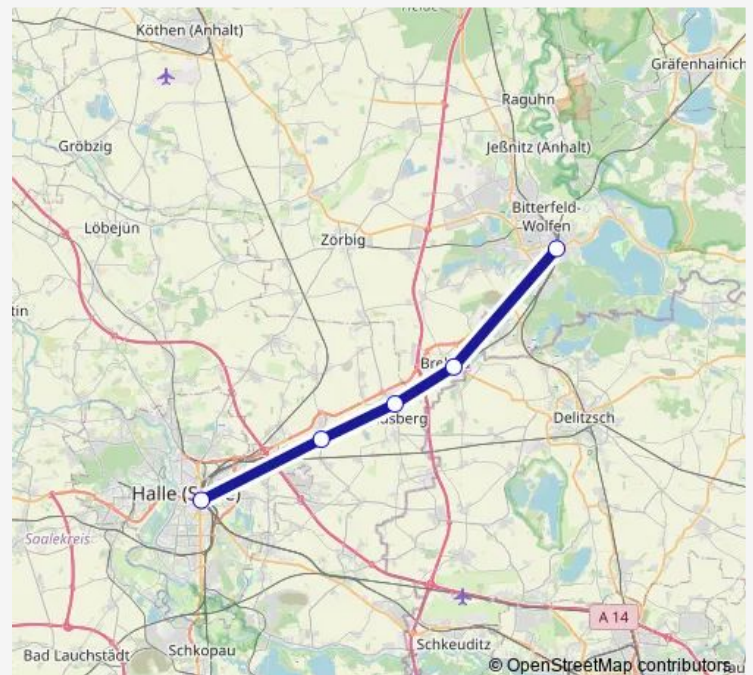 Köthen (Anhalt)
Gräfenhainich
Raguhn
Jeßnitz (Anhalt)
Gröbzig
Bitterfeld-
Wolfen
Löbejün
Zörbig
Delitzsch
Halle (S
Saalekreis
A 14
Schkeuditz
Schkopau
Bad Lauchstädt
© OpenStreetMap contributors